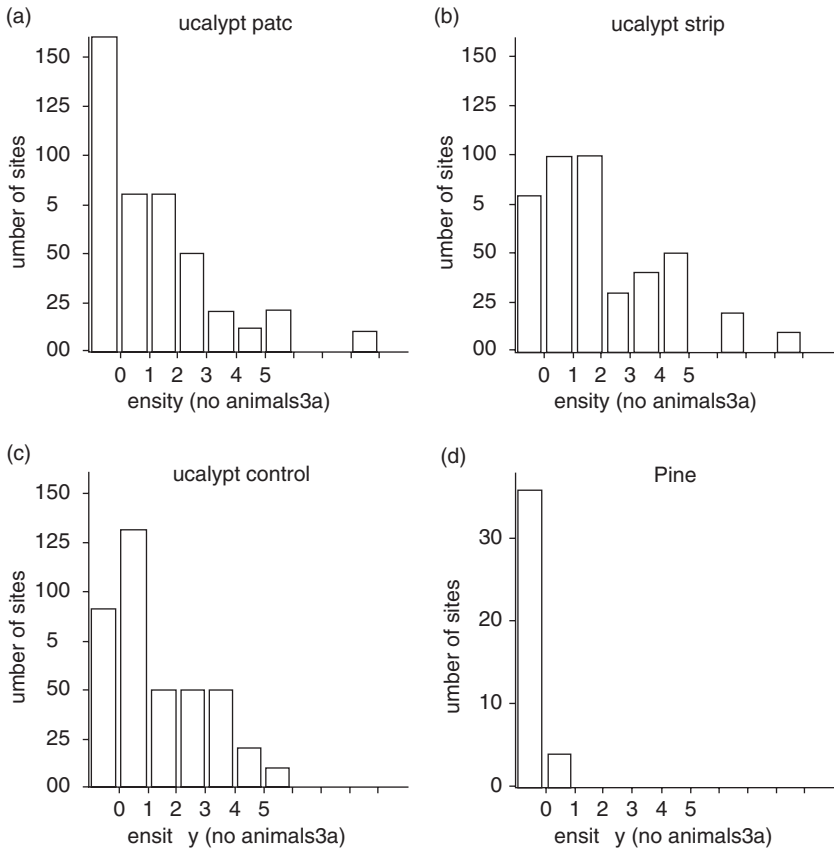 (a)
ucalypt patc
150
125
100
5
50
25
00
umber of sites
0 1 2 3 4 5
ensity (no animals3a)
(b)
ucalypt strip
150
125
100
5
50
25
00
umber of sites
0 1 2 3 4 5
ensity (no animals3a)
(c)
ucalypt control
150
125
100
5
50
25
00
umber of sites
0 1 2 3 4 5
ensit y (no animals3a)
(d)
Pine
30
20
10
0
umber of sites
0 1 2 3 4 5
ensit y (no animals3a)